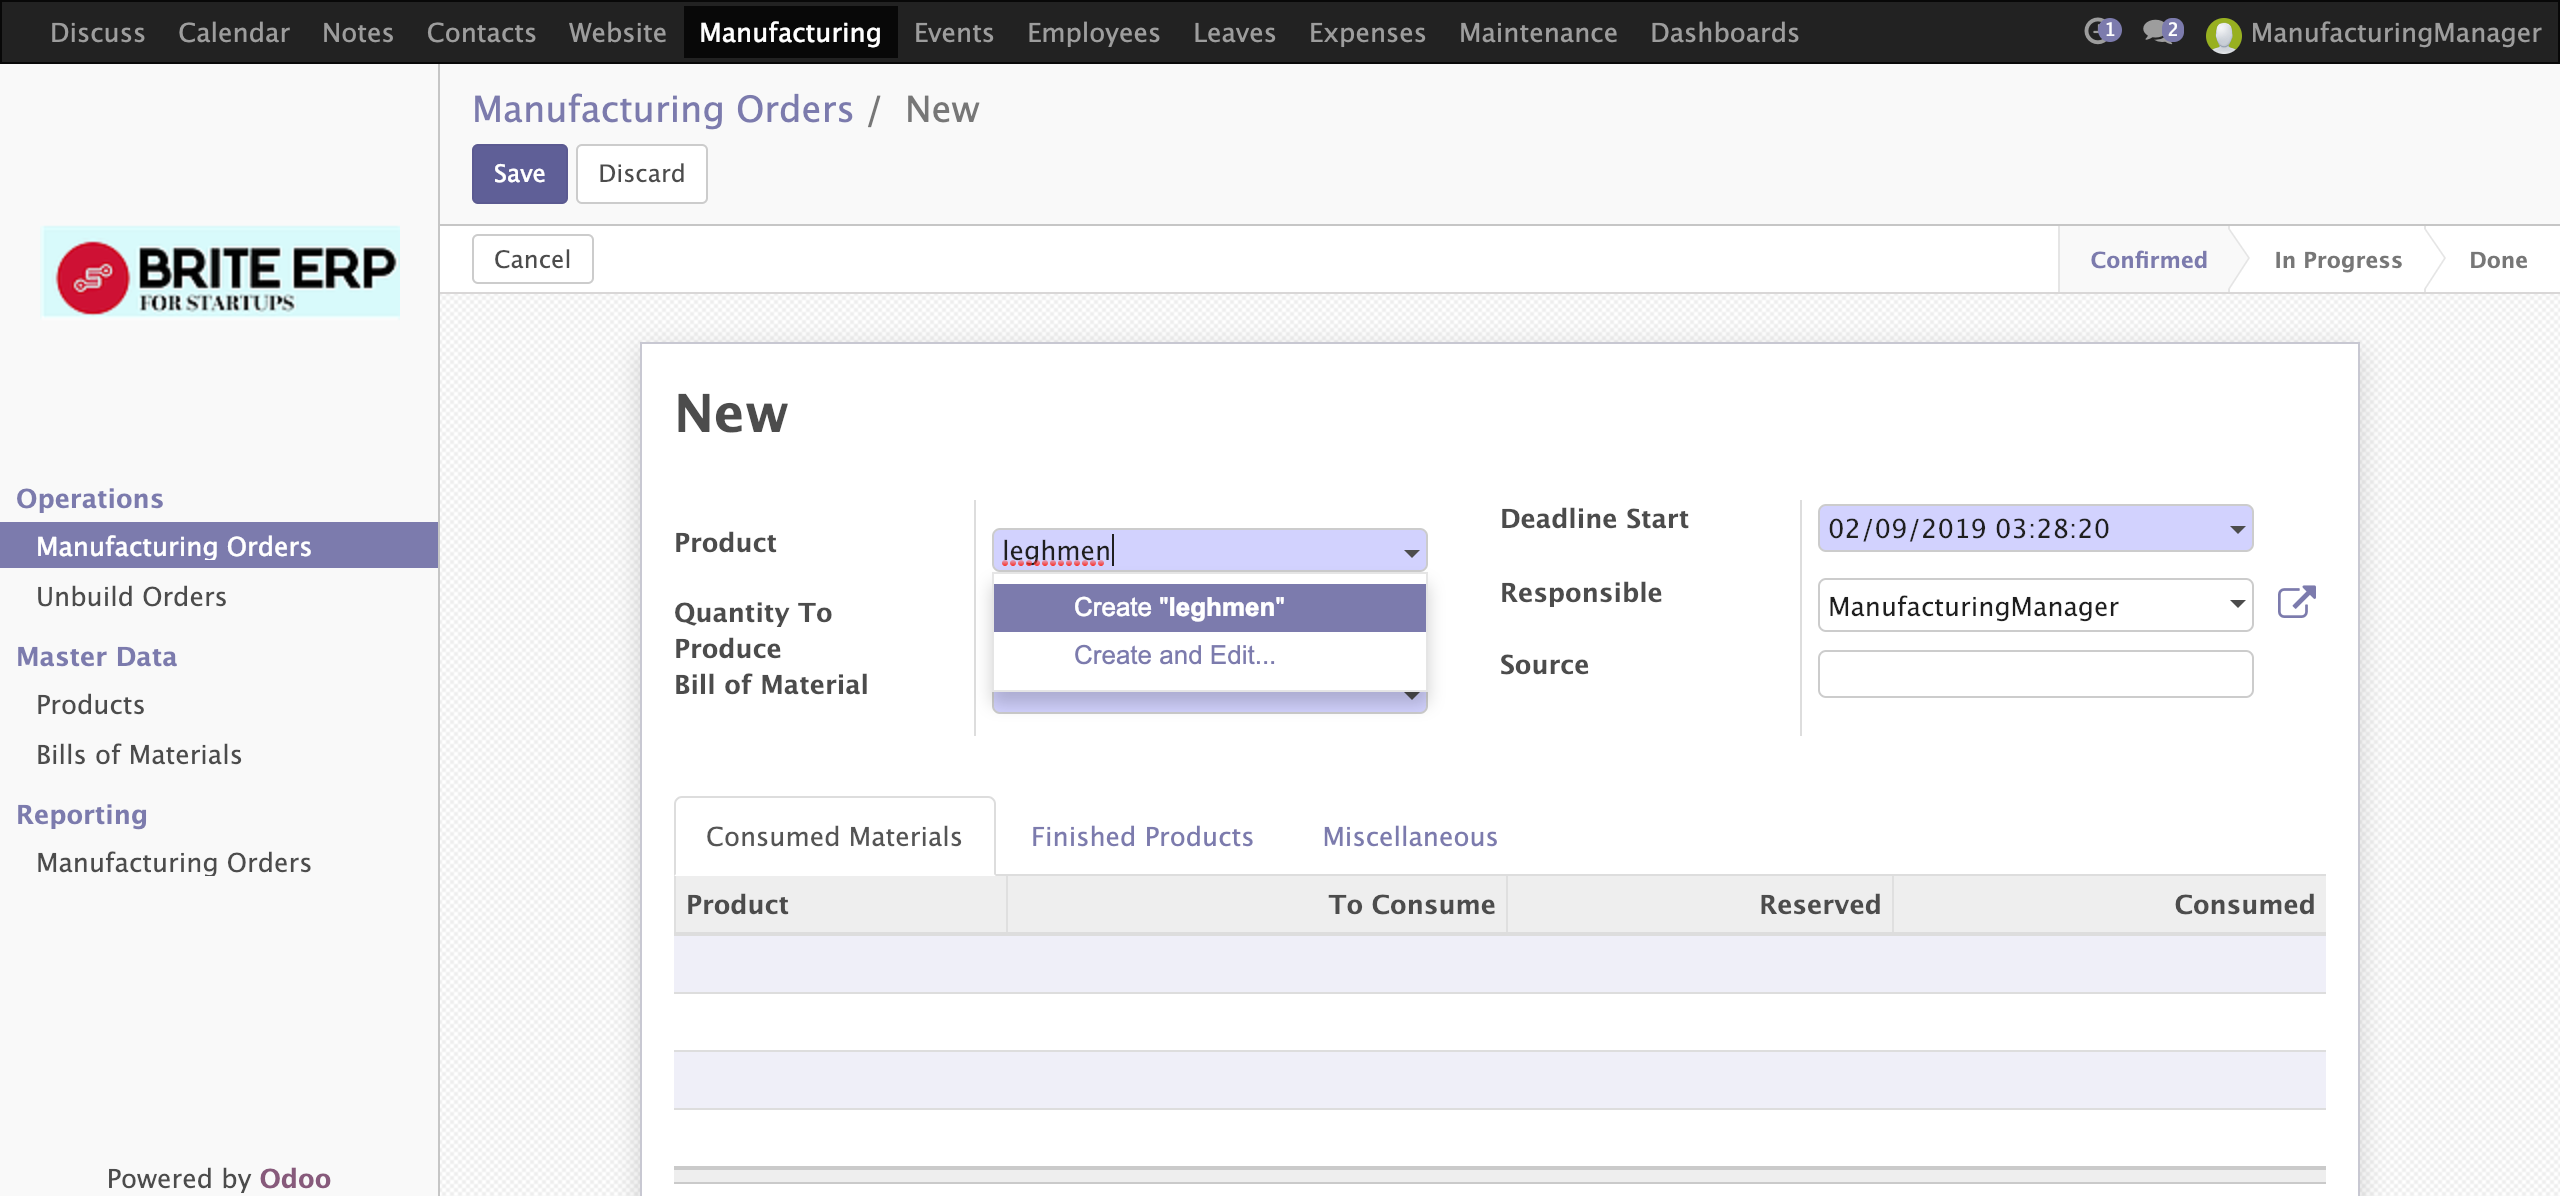 Discuss Calendar Notes Contacts Website Manufacturing Events Employees Leaves Expenses Maintenance Dashboards 1 2 ManufacturingManager
Manufacturing Orders / New
Save Discard
BRITE ERP
FOR STARTUPS
Cancel Confirmed In Progress Done
New
Operations
Manufacturing Orders
Unbuild Orders
Master Data
Products
Bills of Materials
Reporting
Manufacturing Orders
Powered by Odoo
Product leghmen
Create "leghmen"
Create and Edit...
Quantity To
Produce
Bill of Material
Deadline Start 02/09/2019 03:28:20
Responsible ManufacturingManager
Source
Consumed Materials Finished Products Miscellaneous
Product To Consume Reserved Consumed